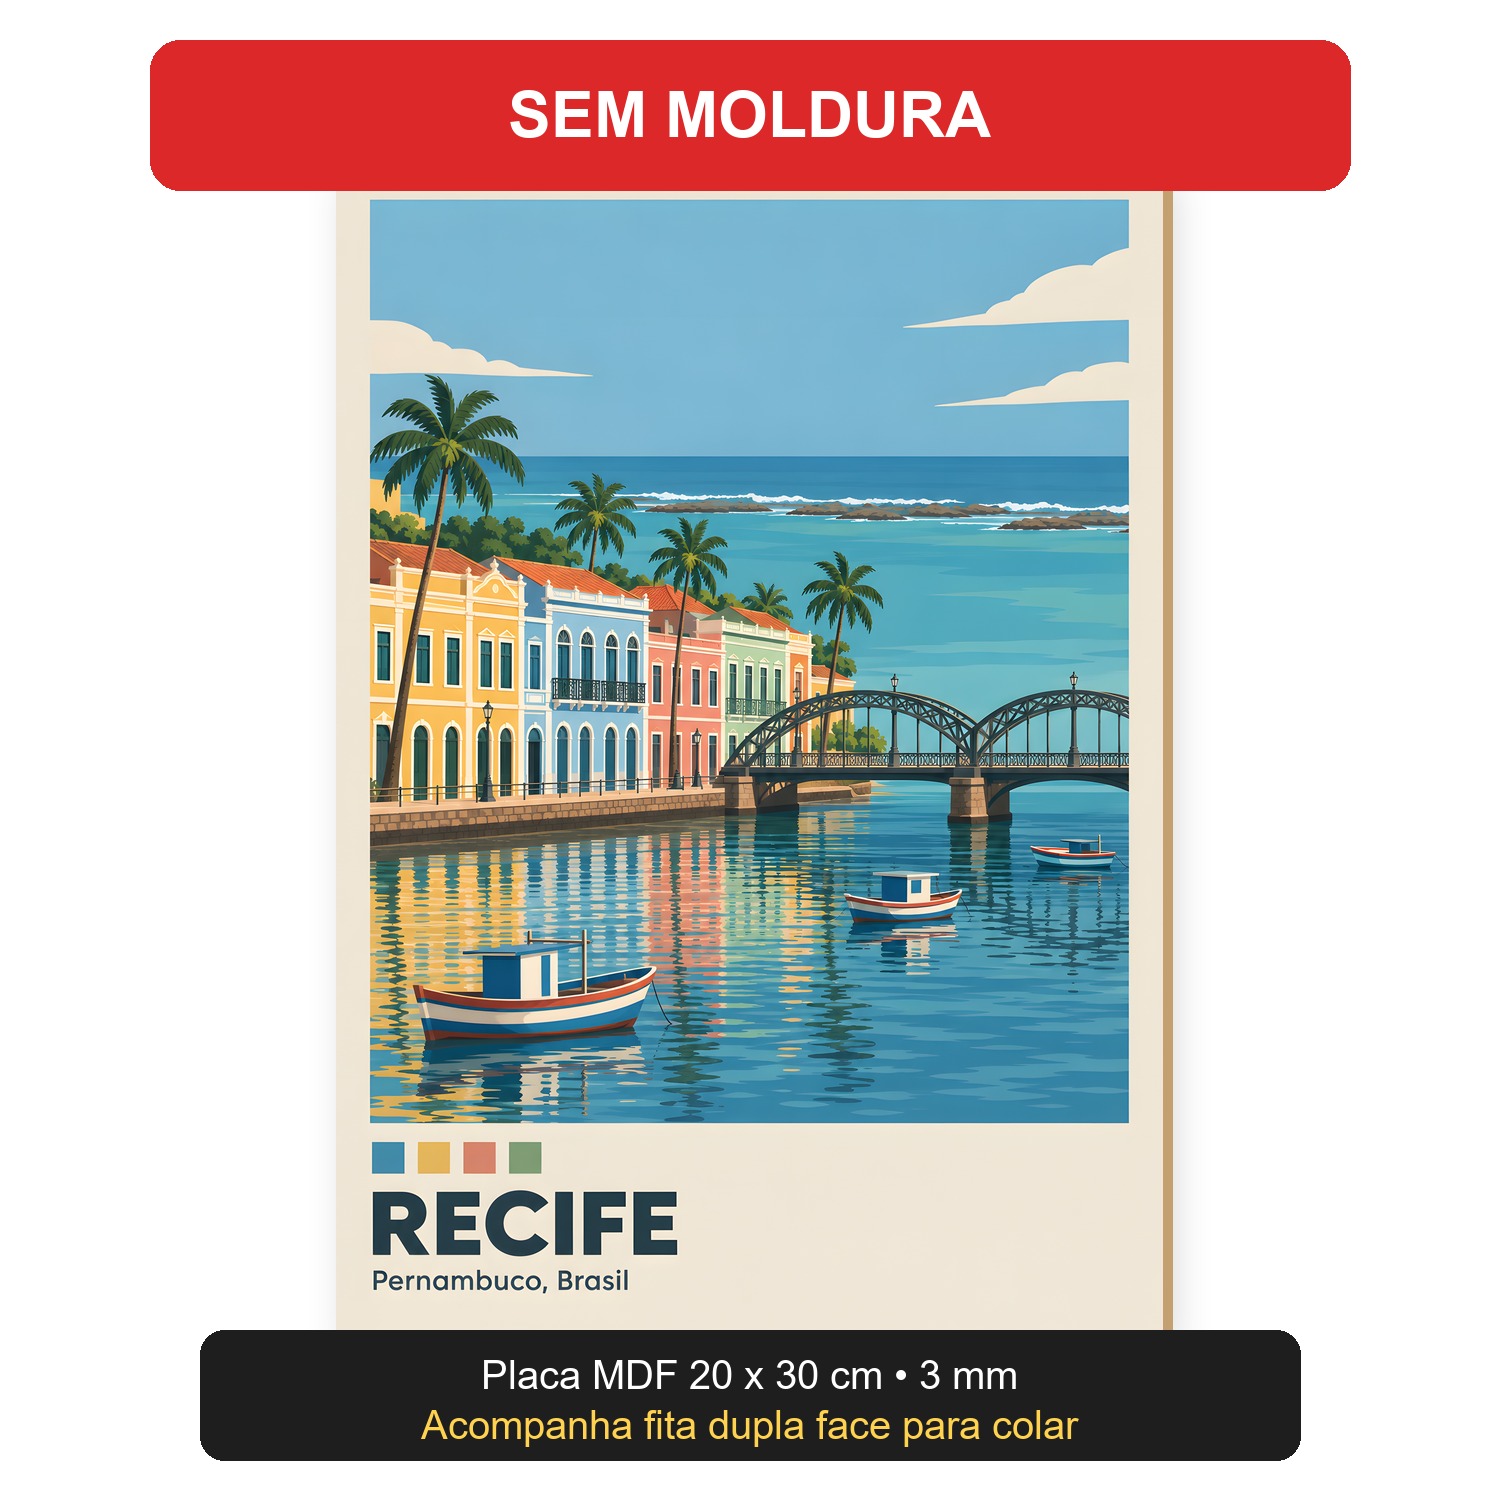 SEM MOLDURA
RECIFE
Pernambuco, Brasil
Placa MDF 20 x 30 cm • 3 mm
Acompanha fita dupla face para colar